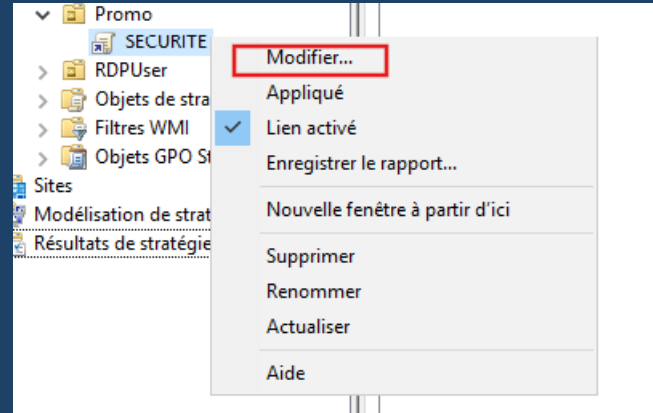 Promo
SECURITE
RDPUser
Objets de stra
Filtres WMI
Objets GPO St
Sites
Modélisation de strat
Résultats de stratégie
Modifier...
Appliqué
Lien activé
Enregistrer le rapport...
Nouvelle fenêtre à partir d'ici
Supprimer
Renommer
Actualiser
Aide